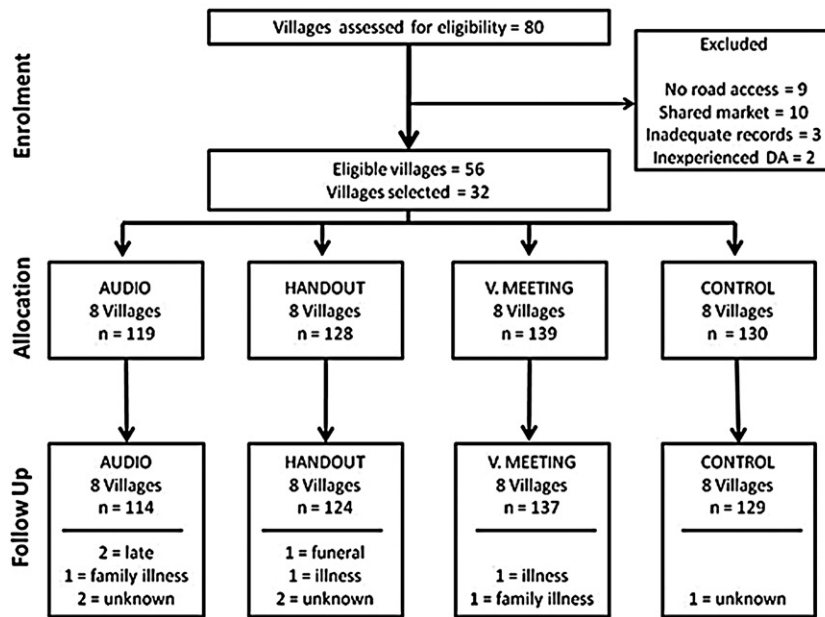 Enrolment
Villages assessed for eligibility = 80
Excluded
No road access = 9
Shared market = 10
Inadequate records = 3
Inexperienced DA = 2
Eligible villages = 56
Villages selected = 32
Allocation
AUDIO
8 Villages
n = 119
HANDOUT
8 Villages
n = 128
V. MEETING
8 Villages
n = 139
CONTROL
8 Villages
n = 130
Follow Up
AUDIO
8 Villages
n = 114
2 = late
1 = family illness
2 = unknown
HANDOUT
8 Villages
n = 124
1 = funeral
1 = illness
2 = unknown
V. MEETING
8 Villages
n = 137
1 = illness
1 = family illness
CONTROL
8 Villages
n = 129
1 = unknown